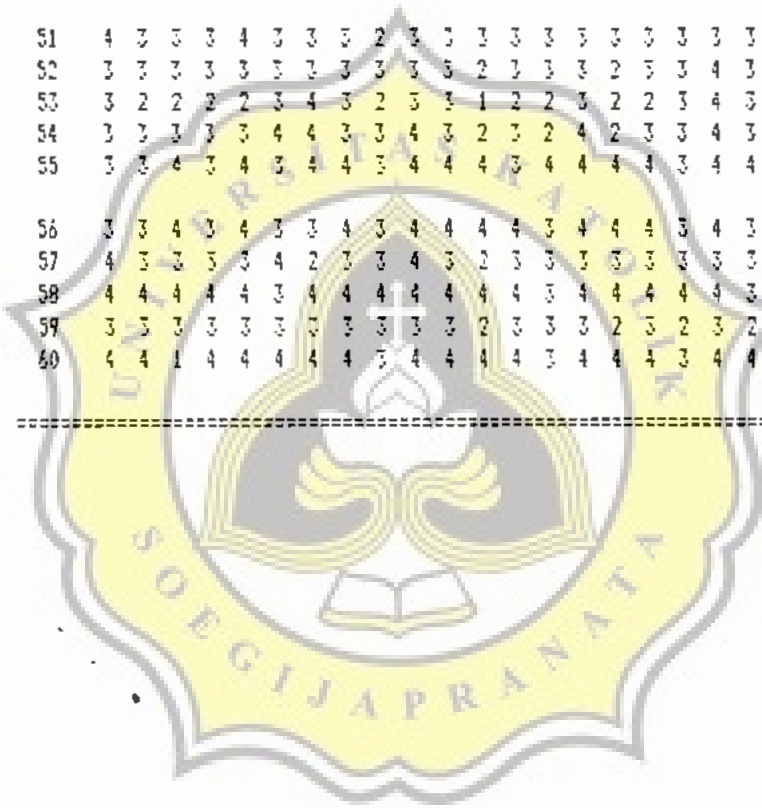 51 4 3 3 3 4 3 3 3 2 3 3 3 3 3 3 3 3 3 3 3
52 3 3 3 3 3 3 3 3 3 3 3 2 3 3 3 2 3 3 4 3
53 3 2 2 2 2 3 4 3 2 3 3 1 2 2 3 2 2 3 4 3
54 3 3 3 3 3 4 4 3 3 4 3 2 3 2 4 2 3 3 4 3
55 3 3 4 3 4 3 4 4 3 4 4 4 3 4 4 4 4 3 4 4
56 3 3 4 3 4 3 3 4 3 4 4 4 4 3 4 4 4 3 4 3
57 4 3 3 3 3 4 2 3 3 4 3 2 3 3 3 3 3 3 3 3
58 4 4 4 4 4 3 4 4 4 4 4 4 4 3 4 4 4 4 4 3
59 3 3 3 3 3 3 3 3 3 3 3 2 3 3 3 2 3 2 3 2
60 4 4 1 4 4 4 4 4 3 4 4 4 4 3 4 4 4 3 4 4
UNIVERSITAS KATOLIK
SOEGIJAPRANATA